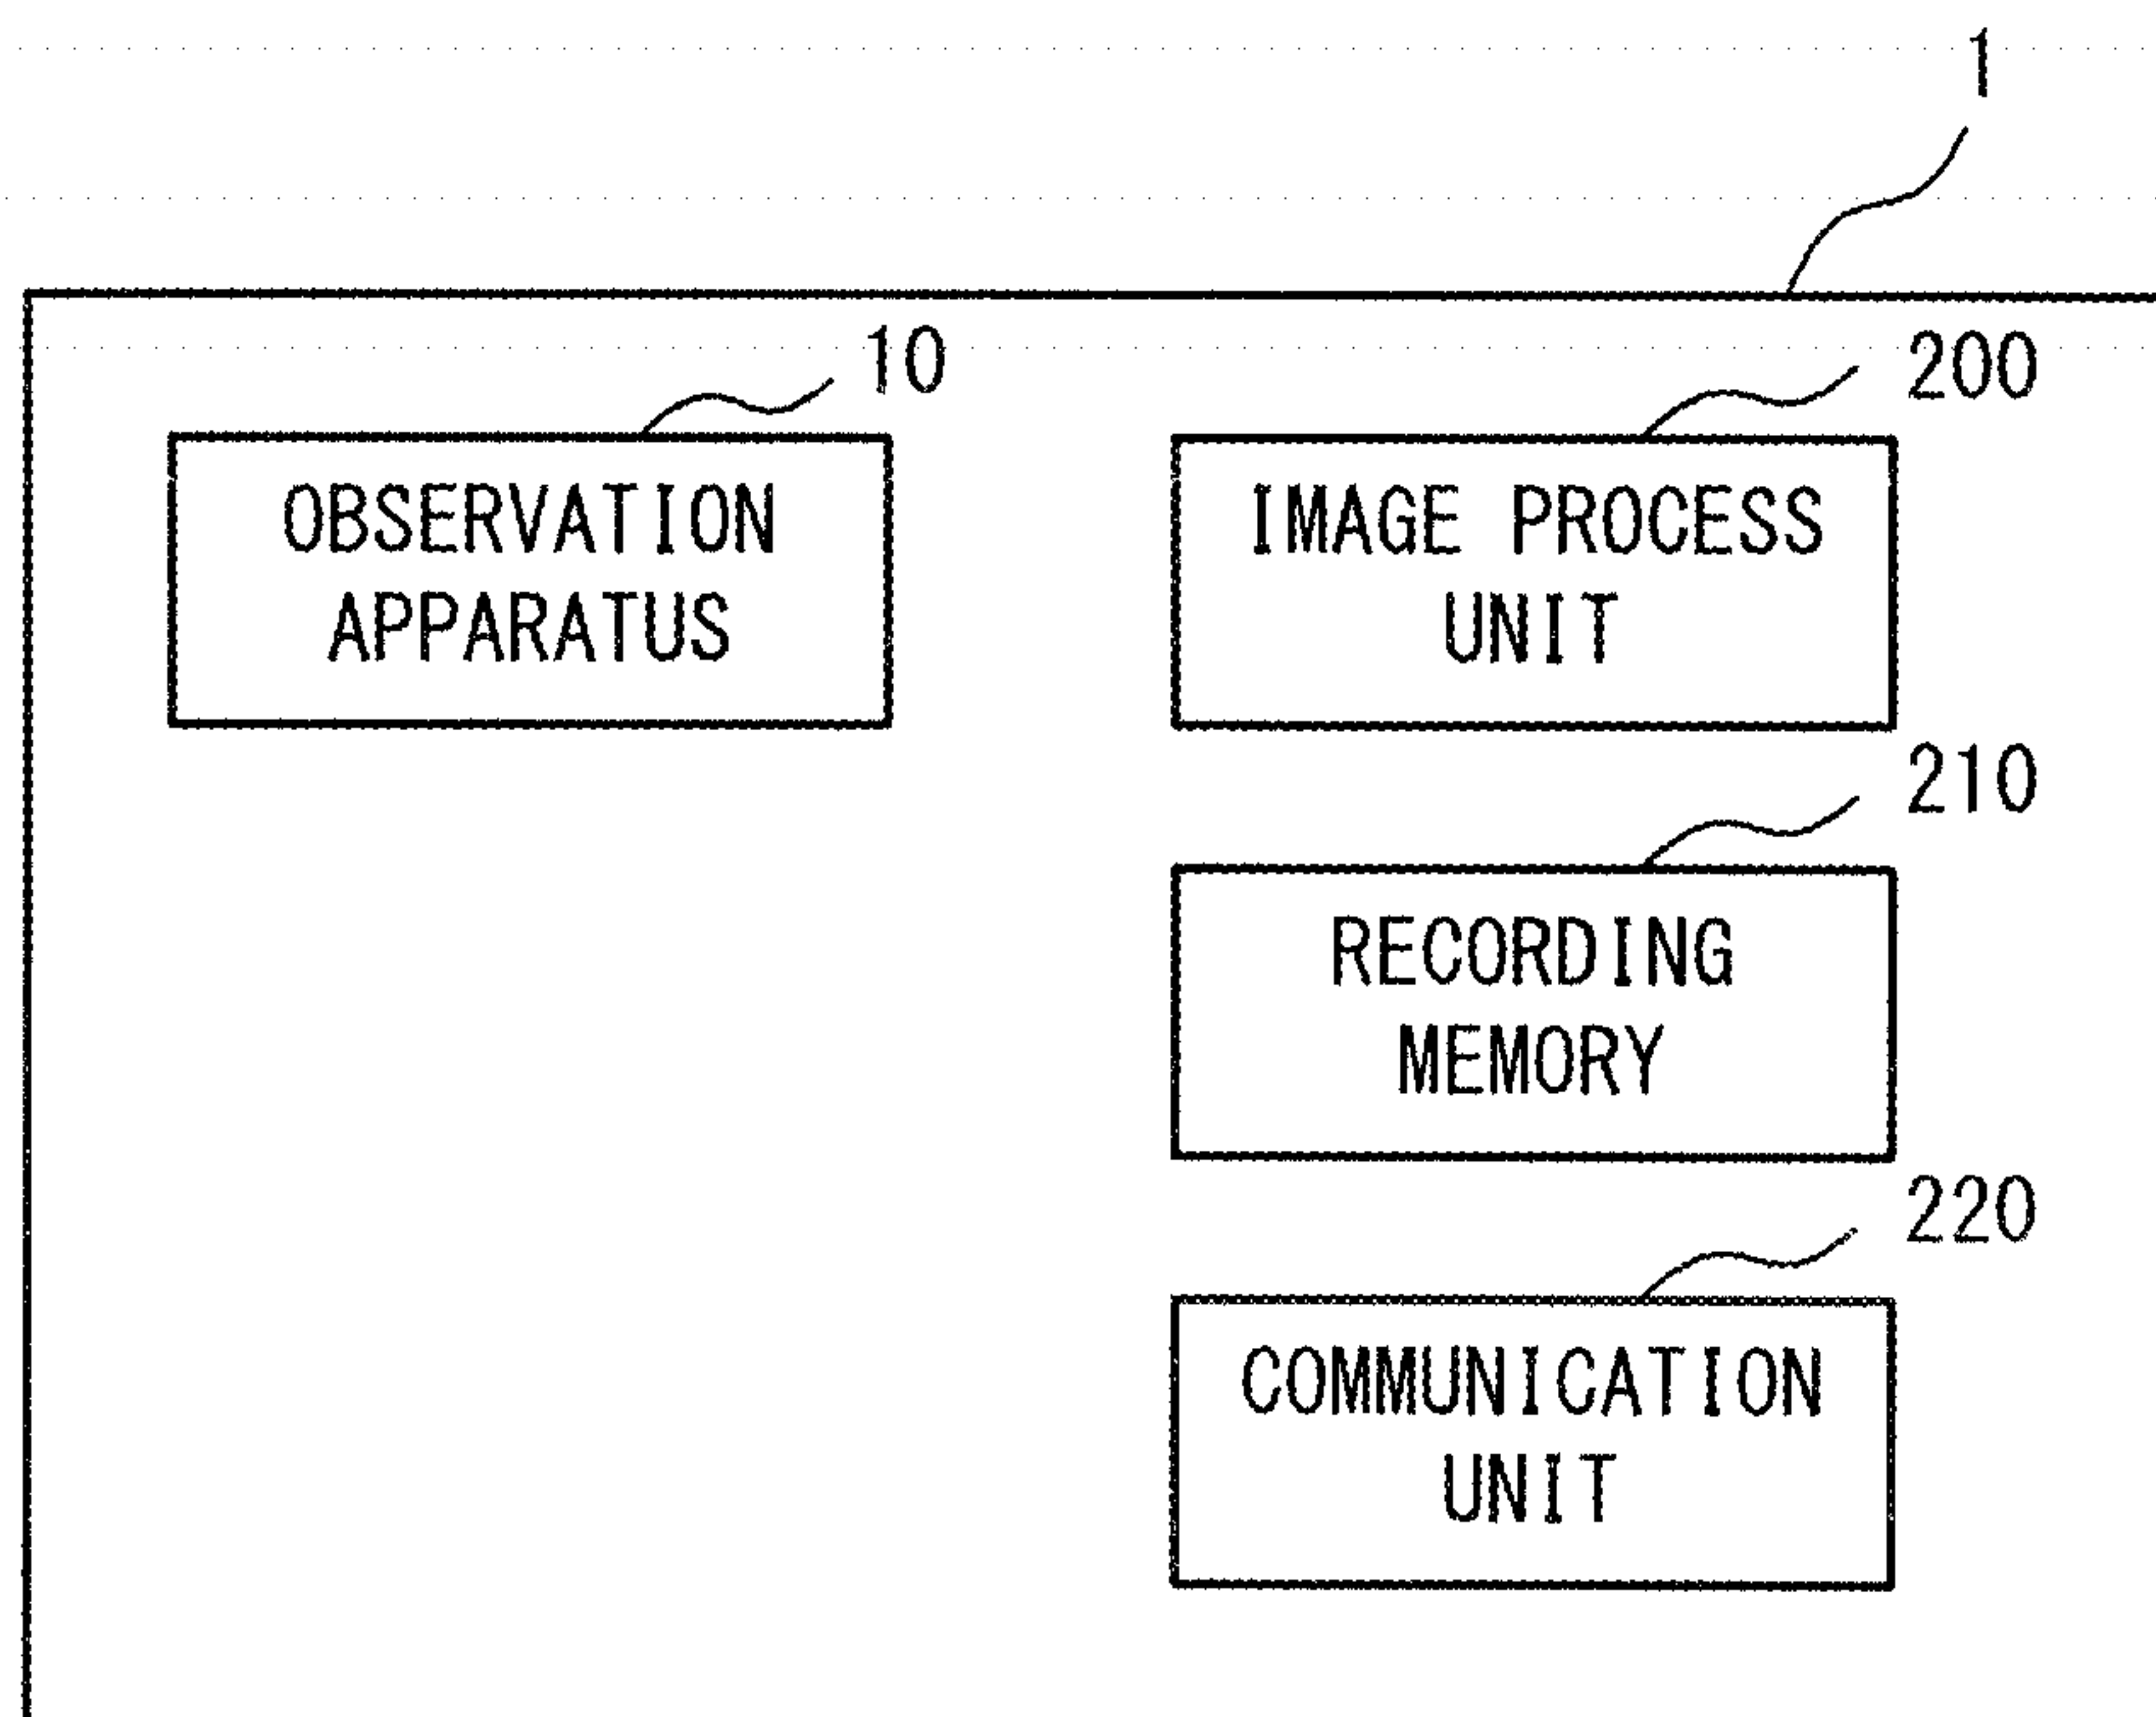 1
10
OBSERVATION
APPARATUS
200
IMAGE PROCESS
UNIT
210
RECORDING
MEMORY
220
COMMUNICATION
UNIT